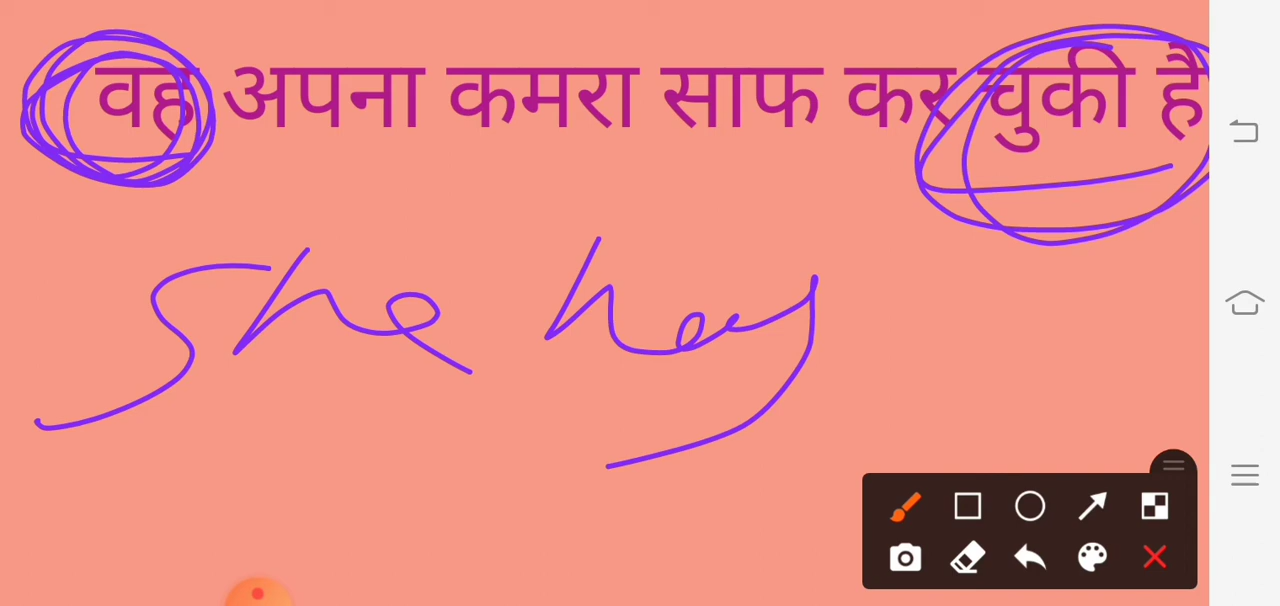 वह अपना कमरा साफ कर चुकी है
she has